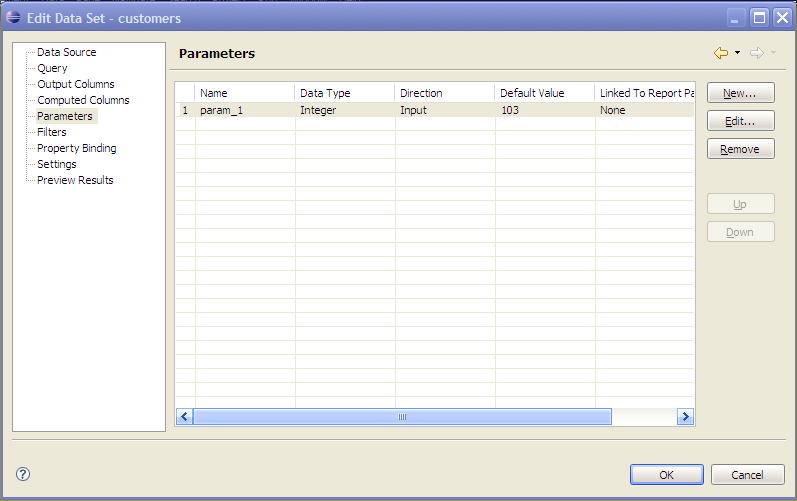 Edit Data Set - customers
Data Source
Query
Output Columns
Computed Columns
Parameters
Filters
Property Binding
Settings
Preview Results
Parameters
Name Data Type Direction Default Value Linked To Report Pa
1 param_1 Integer Input 103 None
New...
Edit...
Remove
Up
Down
?
OK Cancel